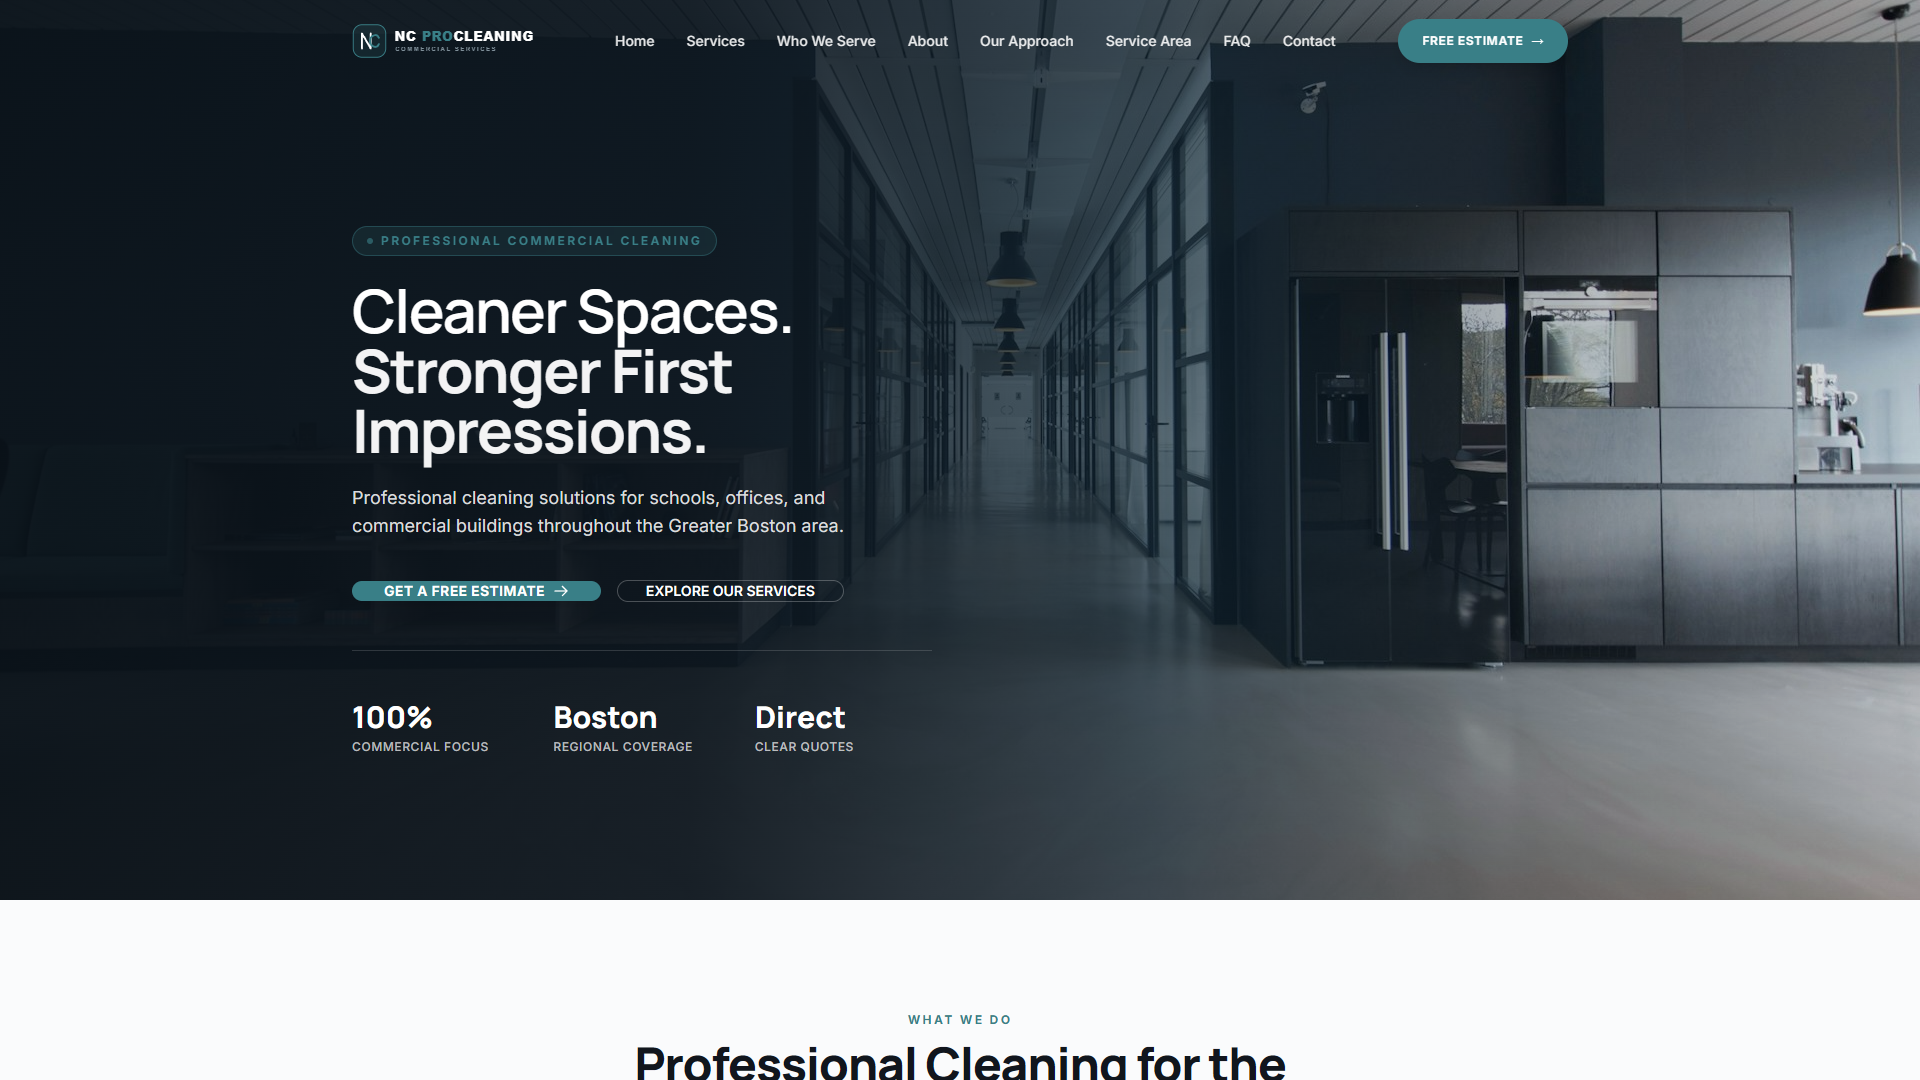 NC PROCLEANING
COMMERCIAL SERVICES
Home
Services
Who We Serve
About
Our Approach
Service Area
FAQ
Contact
FREE ESTIMATE →
PROFESSIONAL COMMERCIAL CLEANING
Cleaner Spaces.
Stronger First
Impressions.
Professional cleaning solutions for schools, offices, and
commercial buildings throughout the Greater Boston area.
GET A FREE ESTIMATE →
EXPLORE OUR SERVICES
100%
COMMERCIAL FOCUS
Boston
REGIONAL COVERAGE
Direct
CLEAR QUOTES
WHAT WE DO
Professional Cleaning for the